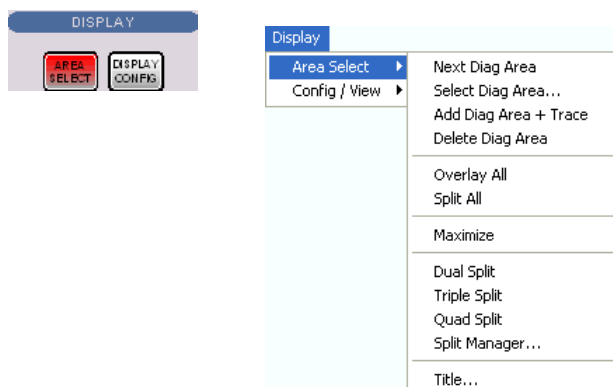 DISPLAY
AREA SELECT
DISPLAY CONFIG
Display
Area Select
Config / View
Next Diag Area
Select Diag Area...
Add Diag Area + Trace
Delete Diag Area
Overlay All
Split All
Maximize
Dual Split
Triple Split
Quad Split
Split Manager...
Title...